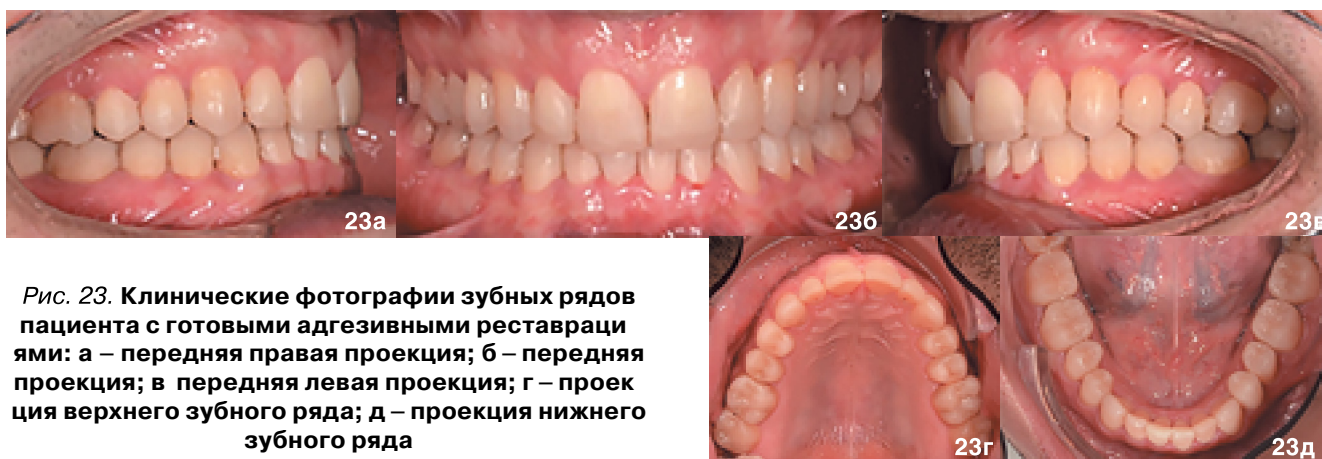 23а
23б
23в
Рис. 23. Клинические фотографии зубных рядов
пациента с готовыми адгезивными реставраци
ями: а – передняя правая проекция; б – передняя
проекция; в передняя левая проекция; г – проек
ция верхнего зубного ряда; д – проекция нижнего
зубного ряда
23г
23д